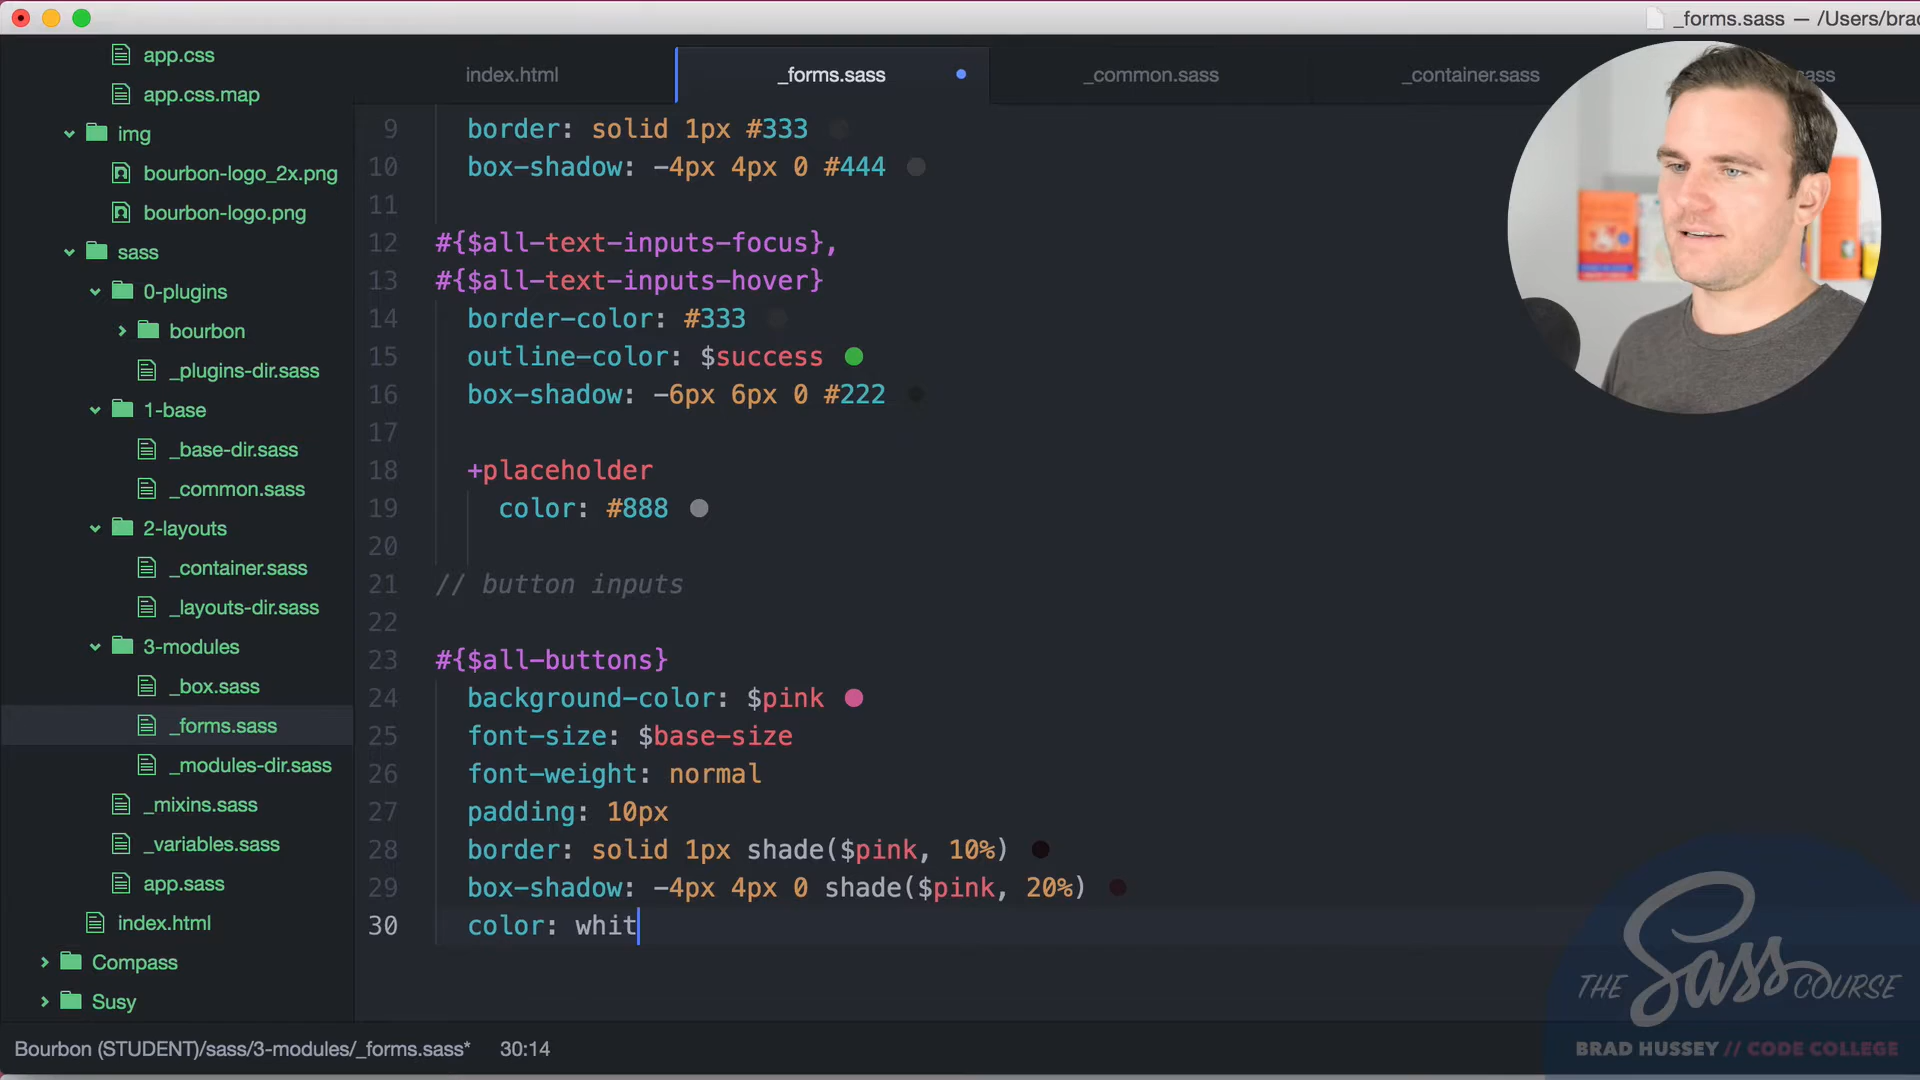 _forms.sass — /Users/brad
app.css
app.css.map
img
bourbon-logo_2x.png
bourbon-logo.png
sass
0-plugins
bourbon
_plugins-dir.sass
1-base
_base-dir.sass
_common.sass
2-layouts
_container.sass
_layouts-dir.sass
3-modules
_box.sass
_forms.sass
_modules-dir.sass
_mixins.sass
_variables.sass
app.sass
index.html
Compass
Susy
index.html
_forms.sass
_common.sass
_container.sass
9 border: solid 1px #333
10 box-shadow: -4px 4px 0 #444
11
12 #{$all-text-inputs-focus},
13 #{$all-text-inputs-hover}
14 border-color: #333
15 outline-color: $success
16 box-shadow: -6px 6px 0 #222
17
18 +placeholder
19 color: #888
20
21 // button inputs
22
23 #{$all-buttons}
24 background-color: $pink
25 font-size: $base-size
26 font-weight: normal
27 padding: 10px
28 border: solid 1px shade($pink, 10%)
29 box-shadow: -4px 4px 0 shade($pink, 20%)
30 color: whit
Bourbon (STUDENT)/sass/3-modules/_forms.sass* 30:14
THE Sass COURSE
BRAD HUSSEY // CODE COLLEGE